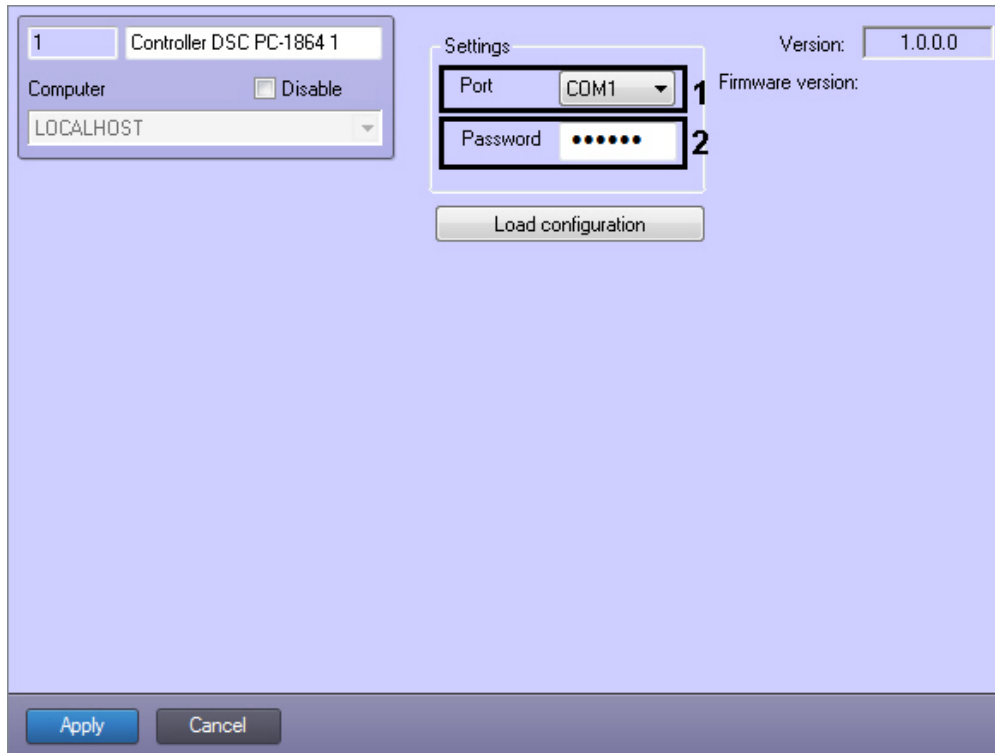 1 Controller DSC PC-1864 1
Computer Disable
LOCALHOST
Settings
Port COM1 1
Password •••••• 2
Load configuration
Version: 1.0.0.0
Firmware version:
Apply Cancel